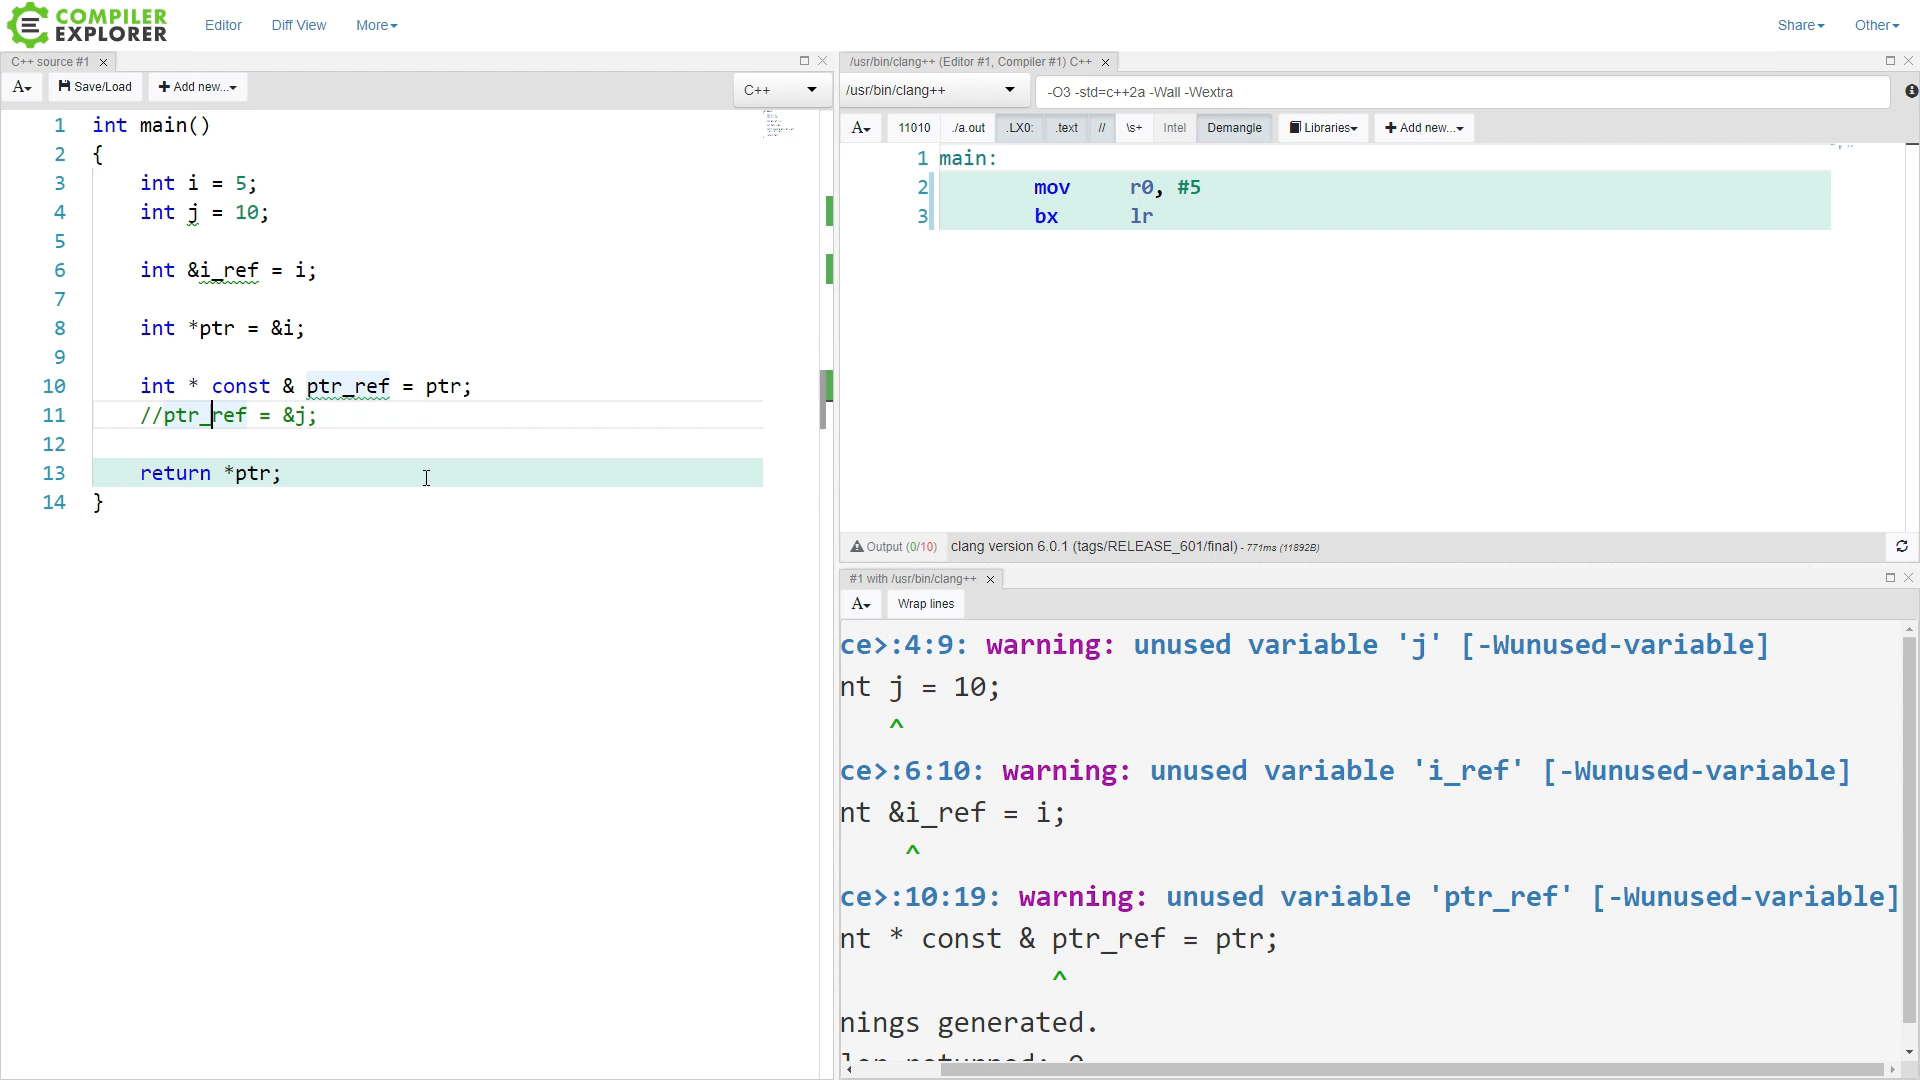 COMPILER
EXPLORER
Editor
Diff View
More
Share
Other
C++ source #1
A
Save/Load
+ Add new...
C++
1 int main()
2 {
3 int i = 5;
4 int j = 10;
5
6 int &i_ref = i;
7
8 int *ptr = &i;
9
10 int * const & ptr_ref = ptr;
11 //ptr_ref = &j;
12
13 return *ptr;
14 }
/usr/bin/clang++ (Editor #1, Compiler #1) C++
/usr/bin/clang++
-O3 -std=c++2a -Wall -Wextra
A 11010 ./a.out .LX0: .text // \s+ Intel Demangle Libraries + Add new...
1 main:
2 mov r0, #5
3 bx lr
Output (0/10) clang version 6.0.1 (tags/RELEASE_601/final) - 771ms (11892B)
#1 with /usr/bin/clang++
A Wrap lines
ce>:4:9: warning: unused variable 'j' [-Wunused-variable]
nt j = 10;
^
ce>:6:10: warning: unused variable 'i_ref' [-Wunused-variable]
nt &i_ref = i;
^
ce>:10:19: warning: unused variable 'ptr_ref' [-Wunused-variable]
nt * const & ptr_ref = ptr;
^
nings generated.